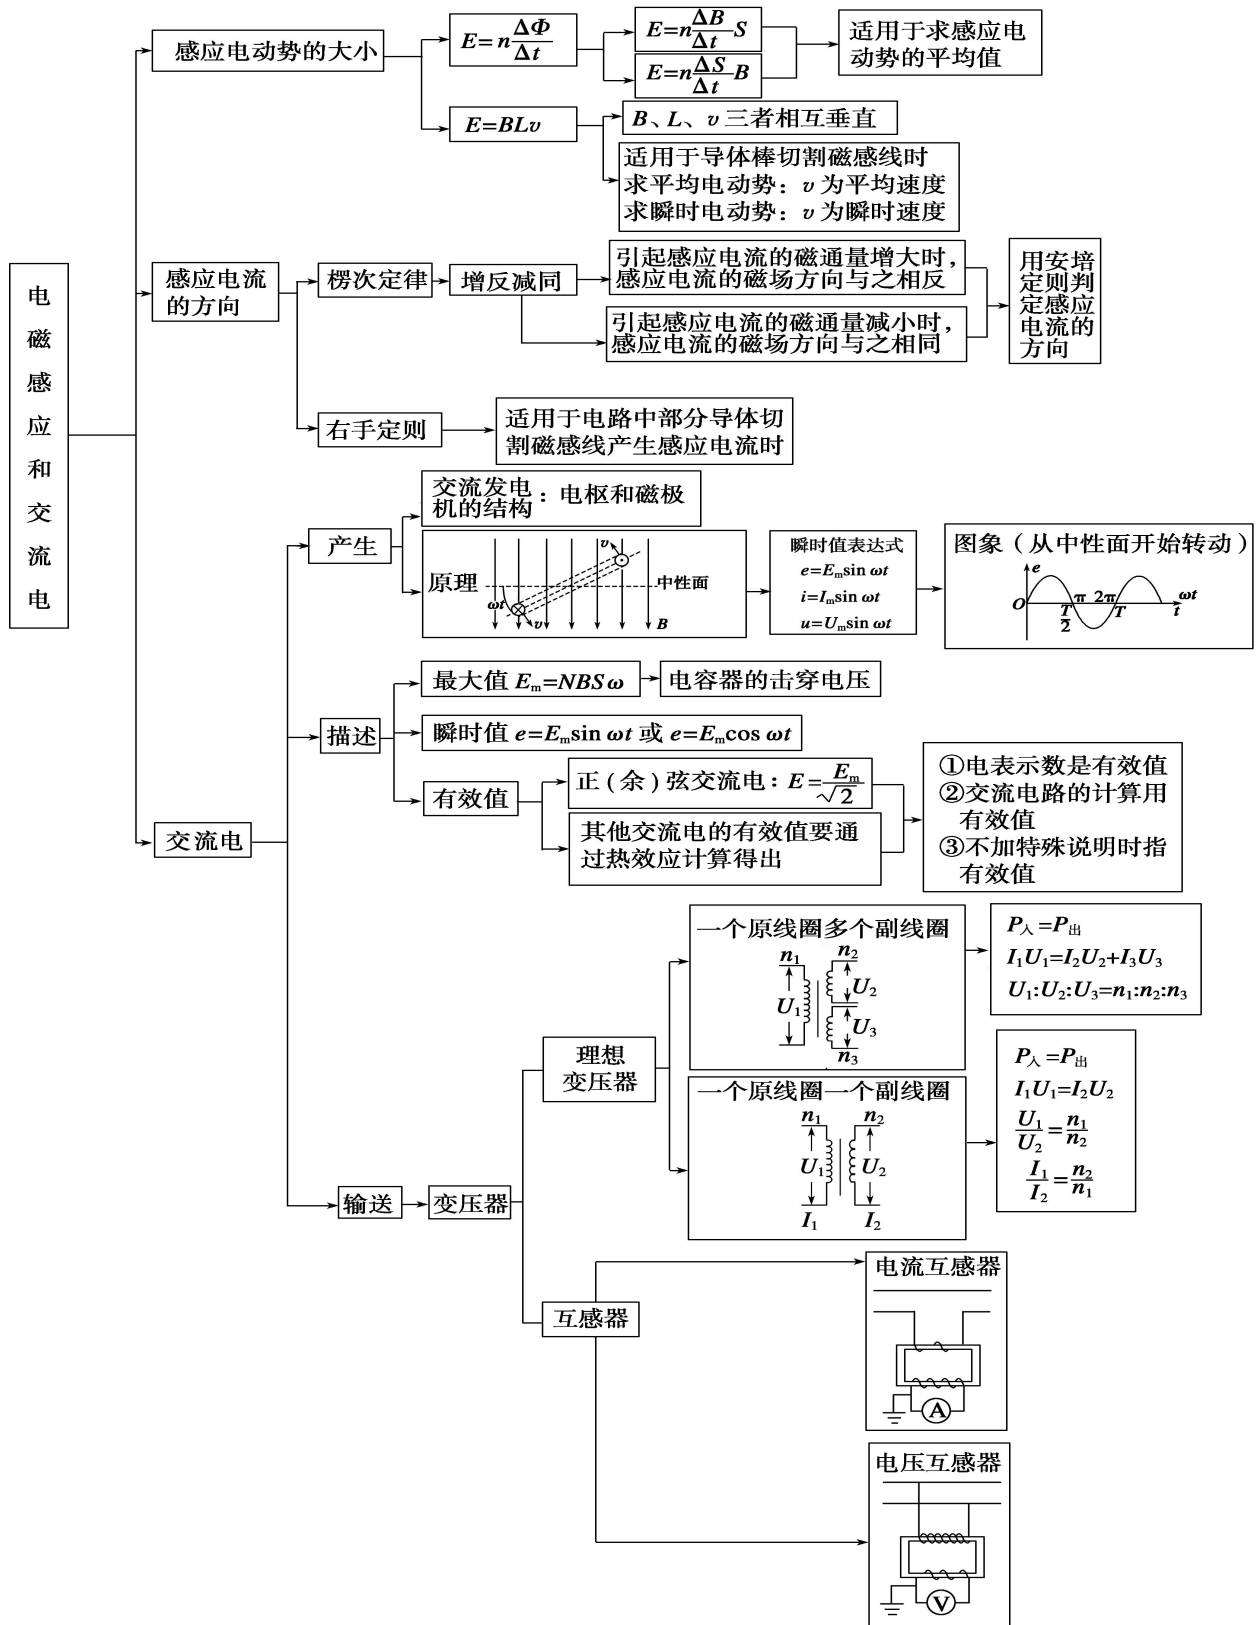 电磁感应和交流电
感应电动势的大小
E=nΔΦ/Δt
E=nΔB/Δt S
E=nΔS/Δt B
适用于求感应电
动势的平均值
E=BLv
B、L、v 三者相互垂直
适用于导体棒切割磁感线时
求平均电动势：v 为平均速度
求瞬时电动势：v 为瞬时速度
感应电流
的方向
楞次定律
增反减同
引起感应电流的磁通量增大时，
感应电流的磁场方向与之相反
引起感应电流的磁通量减小时，
感应电流的磁场方向与之相同
用安培
定则判
定感应
电流的
方向
右手定则
适用于电路中部分导体切
割磁感线产生感应电流时
交流电
产生
交流发电
机的结构：电枢和磁极
原理
v
中性面
ωt
v
B
瞬时值表达式
e=Eₘsin ωt
i=Iₘsin ωt
u=Uₘsin ωt
图象（从中性面开始转动）
e
O
π 2π ωt
T/2 T t
描述
最大值 Eₘ=NBSω
电容器的击穿电压
瞬时值 e=Eₘsin ωt 或 e=Eₘcos ωt
有效值
正（余）弦交流电：E=Eₘ/√2
其他交流电的有效值要通
过热效应计算得出
①电表示数是有效值
②交流电路的计算用
有效值
③不加特殊说明时指
有效值
输送
变压器
理想
变压器
一个原线圈多个副线圈
n₁ n₂
U₁ U₂
U₃
n₃
P入=P出
I₁U₁=I₂U₂+I₃U₃
U₁:U₂:U₃=n₁:n₂:n₃
一个原线圈一个副线圈
n₁ n₂
U₁ U₂
I₁ I₂
P入=P出
I₁U₁=I₂U₂
U₁/U₂=n₁/n₂
I₁/I₂=n₂/n₁
互感器
电流互感器
A
电压互感器
V